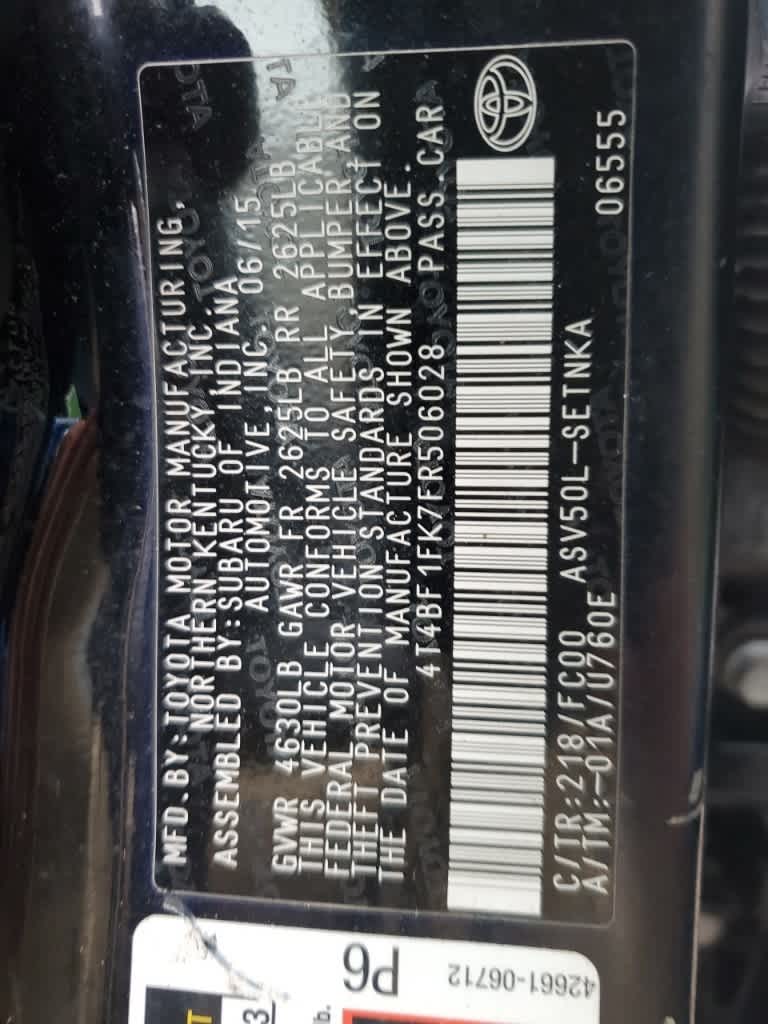 MFD.BY:TOYOTA MOTOR MANUFACTURING,
NORTHERN KENTUCKY INC.
ASSEMBLED BY:SUBARU OF INDIANA
AUTOMOTIVE,INC. 06/15
GVWR 4630LB GAWR FR 2625LB RR 2625LB
THIS VEHICLE CONFORMS TO ALL APPLICABLE
FEDERAL MOTOR VEHICLE SAFETY,BUMPER,AND
THEFT PREVENTION STANDARDS IN EFFECT ON
THE DATE OF MANUFACTURE SHOWN ABOVE.
4T4BF1FK7FR506028 PASS.CAR
C/TR:218/FC00 ASV50L-SETNKA 06555
A/TM:-01A/U760E
P6
42661-06712